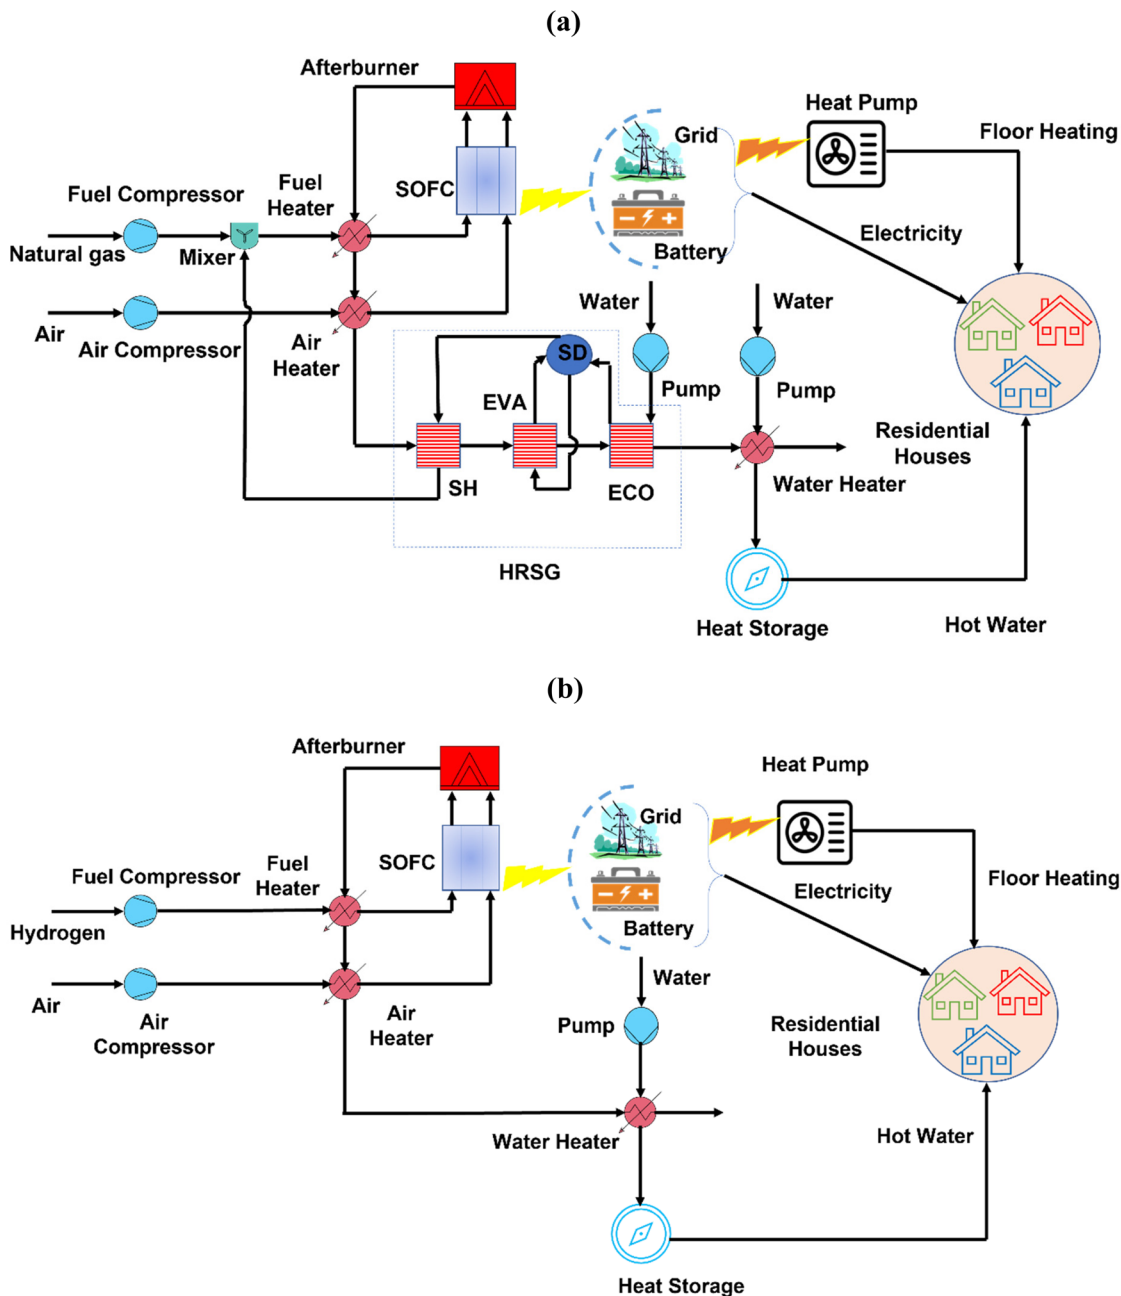 (a)
Afterburner
Heat Pump
Grid
Floor Heating
Fuel Compressor
Fuel
Heater
SOFC
Electricity
Natural gas
Mixer
Battery
Water
Water
Air
Air Compressor
Air
Heater
SD
Pump
Pump
EVA
Residential
Houses
SH
ECO
Water Heater
HRSG
Heat Storage
Hot Water
(b)
Afterburner
Heat Pump
Grid
Fuel Compressor
Fuel
Heater
SOFC
Electricity
Floor Heating
Hydrogen
Battery
Water
Air
Air
Compressor
Air
Heater
Pump
Residential
Houses
Water Heater
Hot Water
Heat Storage